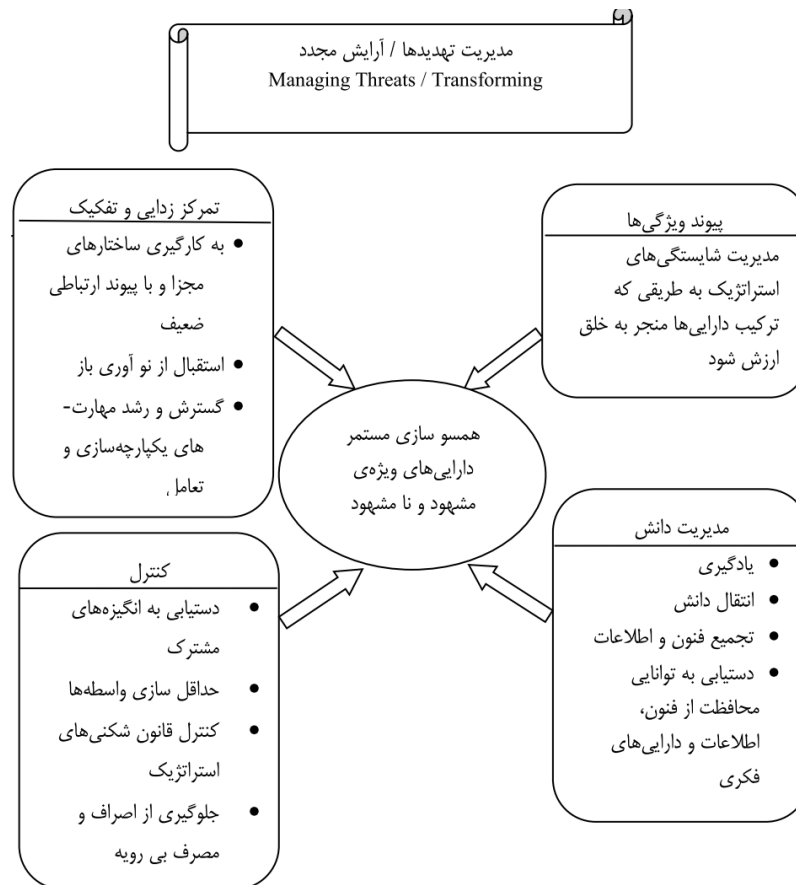 مدیریت تهدیدها / آرایش مجدد
Managing Threats / Transforming
پیوند ویژگی‌ها
مدیریت شایستگی‌های
استراتژیک به طریقی که
ترکیب دارایی‌ها منجر به خلق
ارزش شود
تمرکز زدایی و تفکیک
● به کارگیری ساختارهای
مجزا و با پیوند ارتباطی
ضعیف
● استقبال از نو آوری باز
● گسترش و رشد مهارت-
های یکپارچه‌سازی و
تعامل
همسو سازی مستمر
دارایی‌های ویژه‌ی
مشهود و نا مشهود
مدیریت دانش
● یادگیری
● انتقال دانش
● تجمیع فنون و اطلاعات
● دستیابی به توانایی
محافظت از فنون،
اطلاعات و دارایی‌های
فکری
کنترل
● دستیابی به انگیزه‌های
مشترک
● حداقل سازی واسطه‌ها
● کنترل قانون شکنی‌های
استراتژیک
● جلوگیری از اصراف و
مصرف بی رویه